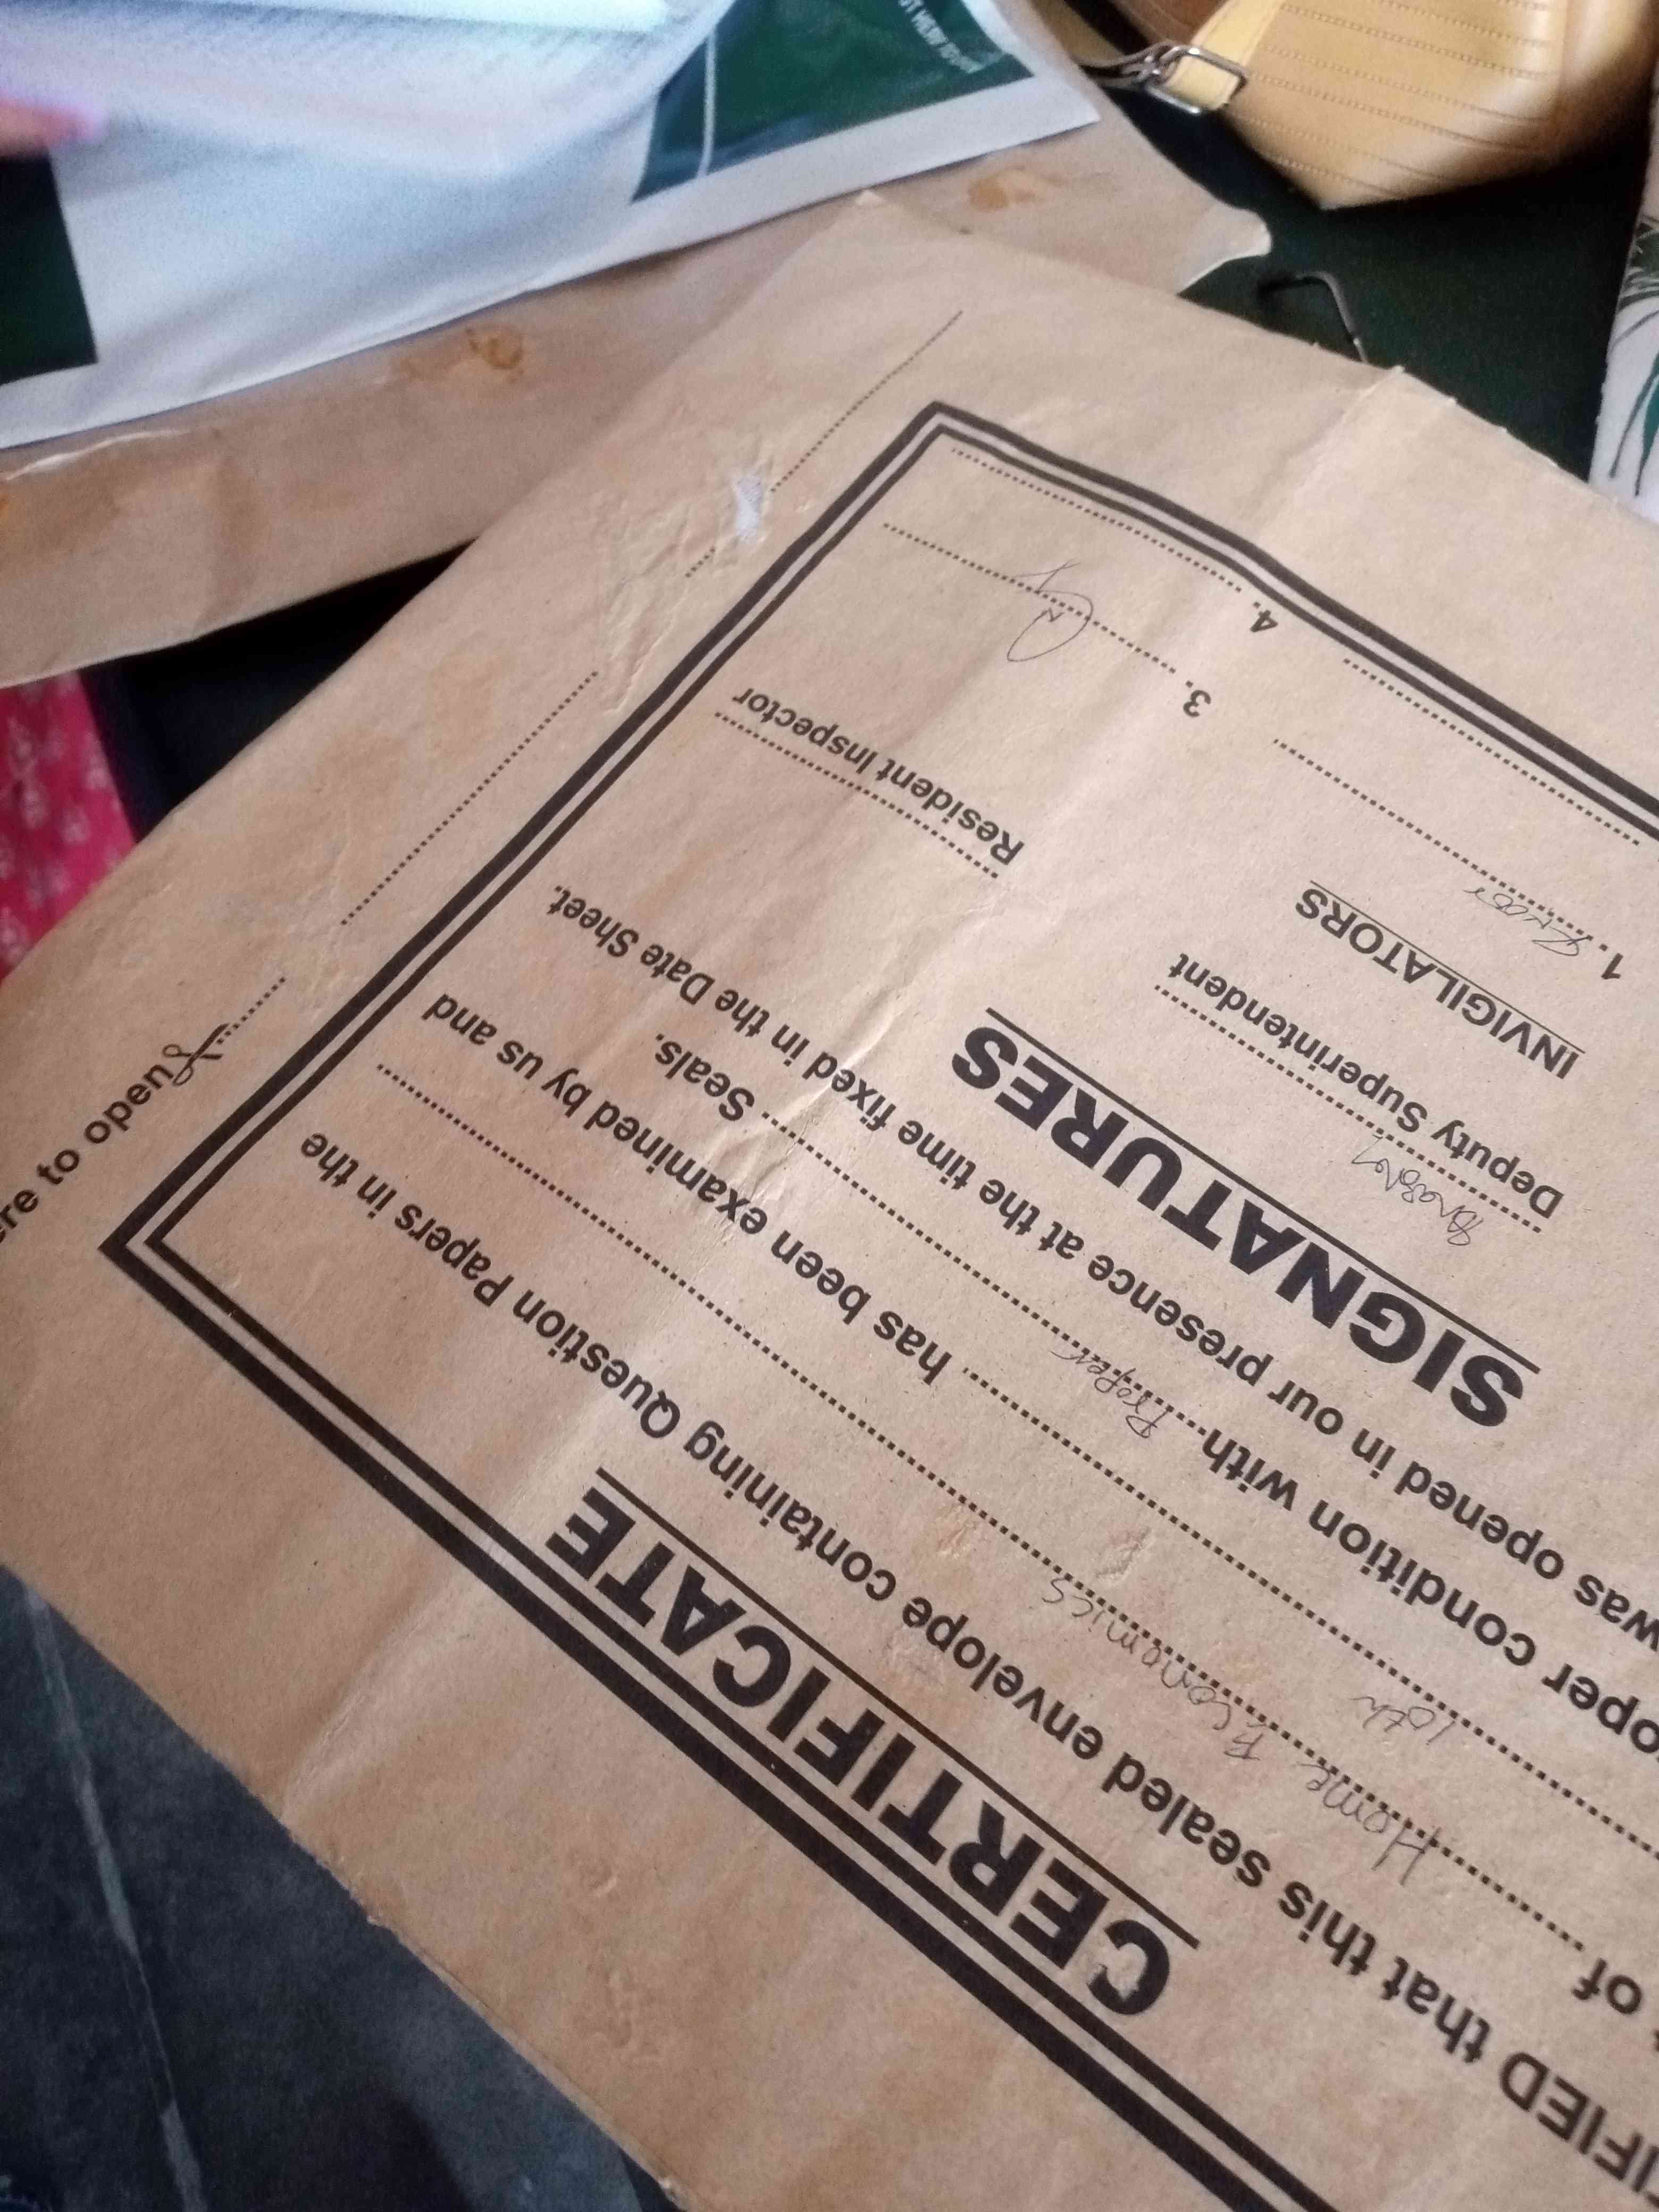 ere to open
CERTIFICATE
IFIED that this sealed envelope containing Question Papers in the
of Home Economics
10th has been examined by us and
oper condition with Proper Seals.
was opened in our presence at the time fixed in the Date Sheet.
SIGNATURES
Deputy Superintendent Resident Inspector
INVIGILATORS
1. 3.
4.